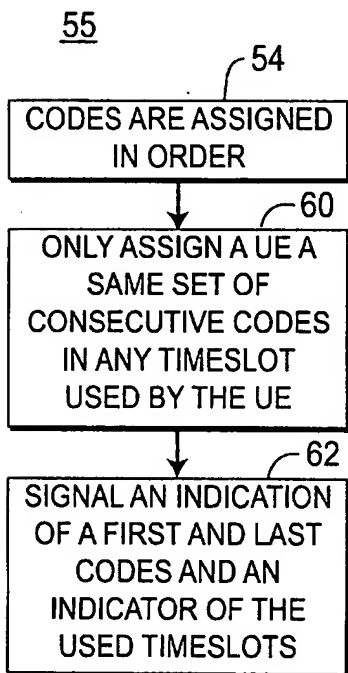 55
54
CODES ARE ASSIGNED
IN ORDER
60
ONLY ASSIGN A UE A
SAME SET OF
CONSECUTIVE CODES
IN ANY TIMESLOT
USED BY THE UE
62
SIGNAL AN INDICATION
OF A FIRST AND LAST
CODES AND AN
INDICATOR OF THE
USED TIMESLOTS